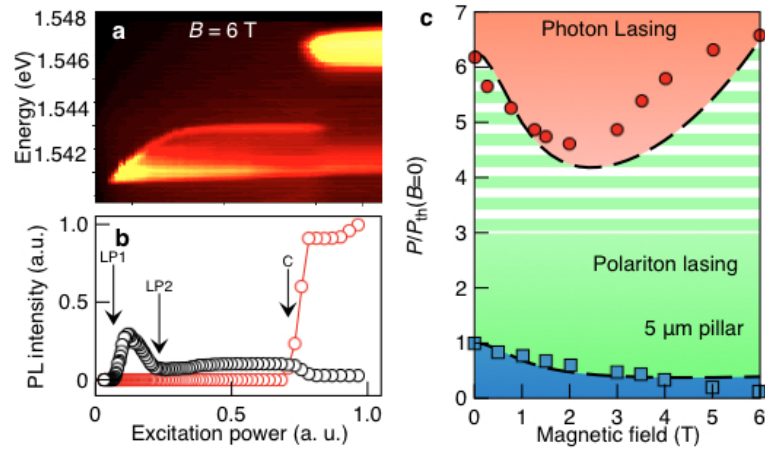 a
B = 6 T
1.548
1.546
1.544
1.542
Energy (eV)
b
LP1
LP2
C
1.0
0.5
0
PL intensity (a.u.)
0
0.5
1.0
Excitation power (a. u.)
c
Photon Lasing
Polariton lasing
5 µm pillar
7
6
5
4
3
2
1
0
P/Pth(B=0)
0
1
2
3
4
5
6
Magnetic field (T)